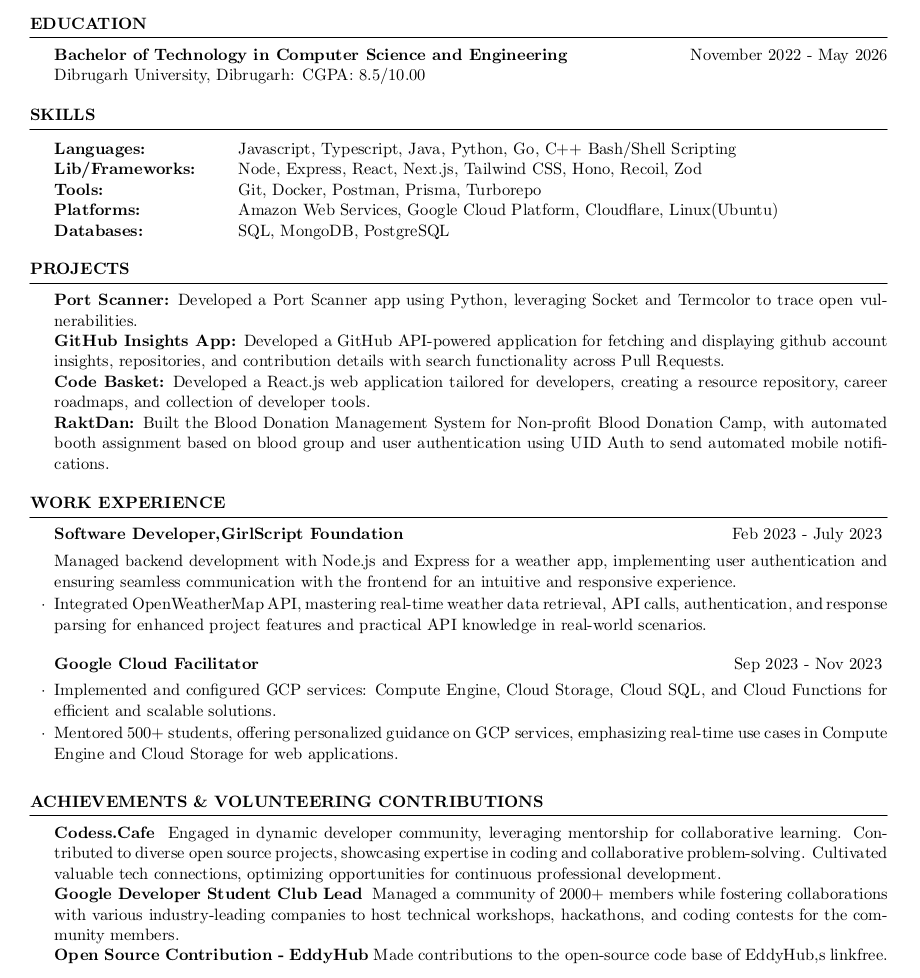 EDUCATION
Bachelor of Technology in Computer Science and Engineering November 2022 - May 2026
Dibrugarh University, Dibrugarh: CGPA: 8.5/10.00
SKILLS
Languages: Javascript, Typescript, Java, Python, Go, C++ Bash/Shell Scripting
Lib/Frameworks: Node, Express, React, Next.js, Tailwind CSS, Hono, Recoil, Zod
Tools: Git, Docker, Postman, Prisma, Turborepo
Platforms: Amazon Web Services, Google Cloud Platform, Cloudflare, Linux(Ubuntu)
Databases: SQL, MongoDB, PostgreSQL
PROJECTS
Port Scanner: Developed a Port Scanner app using Python, leveraging Socket and Termcolor to trace open vul-
nerabilities.
GitHub Insights App: Developed a GitHub API-powered application for fetching and displaying github account
insights, repositories, and contribution details with search functionality across Pull Requests.
Code Basket: Developed a React.js web application tailored for developers, creating a resource repository, career
roadmaps, and collection of developer tools.
RaktDan: Built the Blood Donation Management System for Non-profit Blood Donation Camp, with automated
booth assignment based on blood group and user authentication using UID Auth to send automated mobile notifi-
cations.
WORK EXPERIENCE
Software Developer,GirlScript Foundation Feb 2023 - July 2023
Managed backend development with Node.js and Express for a weather app, implementing user authentication and
ensuring seamless communication with the frontend for an intuitive and responsive experience.
· Integrated OpenWeatherMap API, mastering real-time weather data retrieval, API calls, authentication, and response
parsing for enhanced project features and practical API knowledge in real-world scenarios.
Google Cloud Facilitator Sep 2023 - Nov 2023
· Implemented and configured GCP services: Compute Engine, Cloud Storage, Cloud SQL, and Cloud Functions for
efficient and scalable solutions.
· Mentored 500+ students, offering personalized guidance on GCP services, emphasizing real-time use cases in Compute
Engine and Cloud Storage for web applications.
ACHIEVEMENTS & VOLUNTEERING CONTRIBUTIONS
Codess.Cafe Engaged in dynamic developer community, leveraging mentorship for collaborative learning. Con-
tributed to diverse open source projects, showcasing expertise in coding and collaborative problem-solving. Cultivated
valuable tech connections, optimizing opportunities for continuous professional development.
Google Developer Student Club Lead Managed a community of 2000+ members while fostering collaborations
with various industry-leading companies to host technical workshops, hackathons, and coding contests for the com-
munity members.
Open Source Contribution - EddyHub Made contributions to the open-source code base of EddyHub,s linkfree.